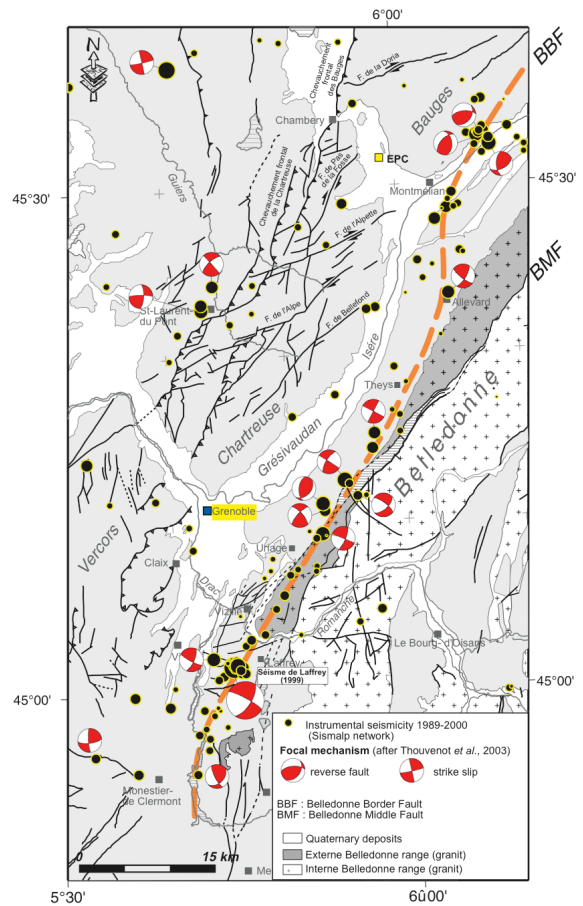 6°00'
BBF
N
F. de la Doria
Chevauchement
frontal
des Bauges
Bauges
Chambery
EPC
Guiers
Chevauchement frontal
de la Chartreuse
F. de Pas
de la Fosse
Montmélian
45°30'
45°30'
BMF
F. de l'Alpette
St-Laurent-
du Pont
Allevard
F. de l'Alpe
F. de Bellefond
Isère
Theys
Belledonne
Chartreuse
Grésivaudan
Grenoble
Vercors
Uriage
Claix
Drac
Vizille
Romanche
Le Bourg- d'Oisans
V
Laffrey
Séisme de Laffrey
(1999)
45°00'
45°00'
Instrumental seismicity 1989-2000
(Sismalp network)
Focal mechanism (after Thouvenot et al., 2003)
reverse fault
strike slip
Monestier-
de Clermont
BBF : Belledonne Border Fault
BMF : Belledonne Middle Fault
Quaternary deposits
Externe Belledonne range (granit)
Interne Belledonne range (granit)
0
15 km
Me
5°30'
6°00